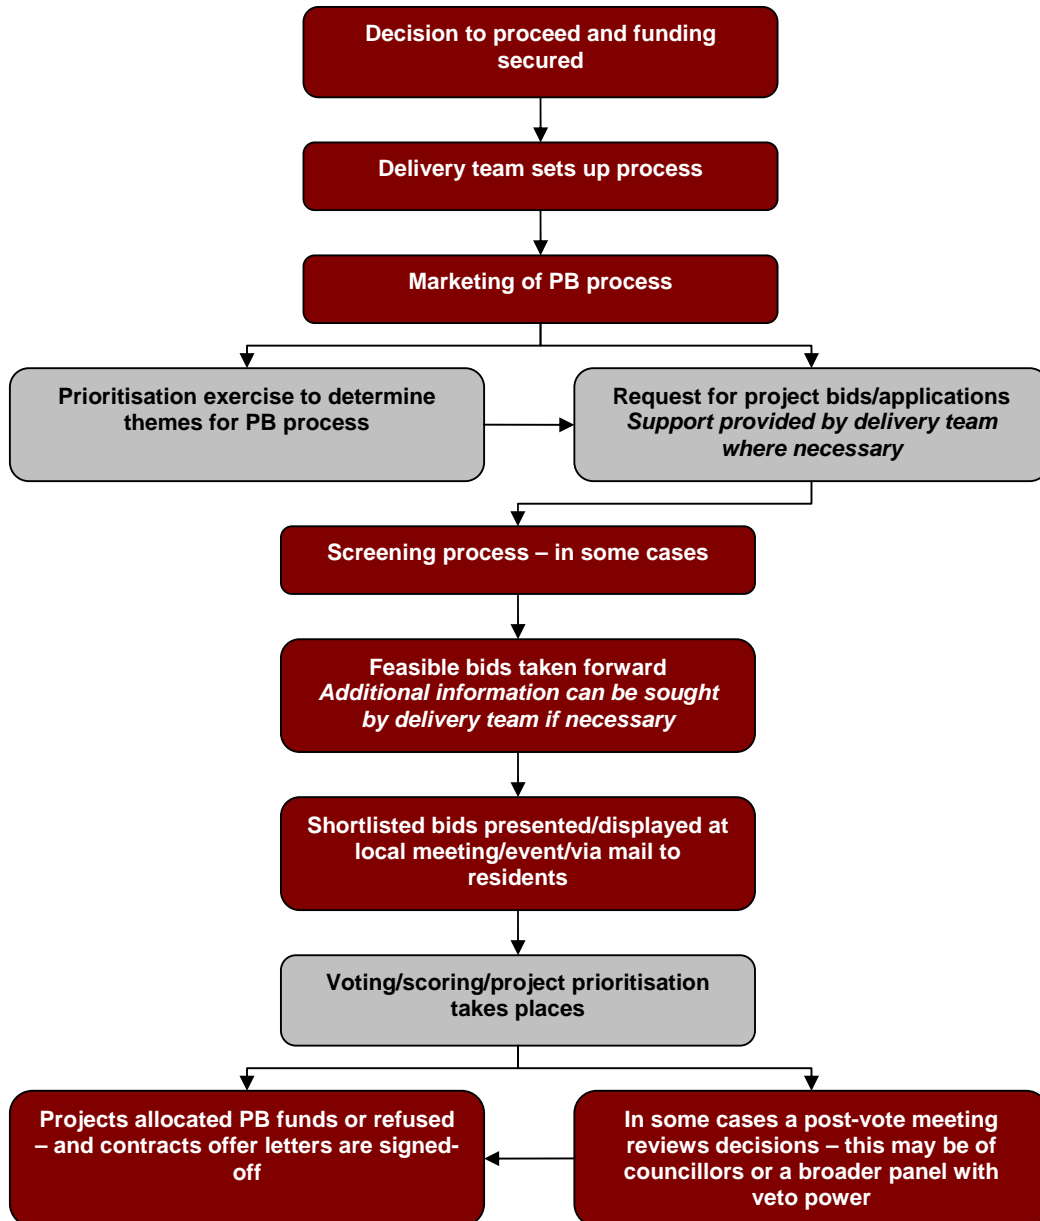 Decision to proceed and funding
secured
Delivery team sets up process
Marketing of PB process
Prioritisation exercise to determine
themes for PB process
Request for project bids/applications
Support provided by delivery team
where necessary
Screening process – in some cases
Feasible bids taken forward
Additional information can be sought
by delivery team if necessary
Shortlisted bids presented/displayed at
local meeting/event/via mail to
residents
Voting/scoring/project prioritisation
takes places
Projects allocated PB funds or refused
– and contracts offer letters are signed-
off
In some cases a post-vote meeting
reviews decisions – this may be of
councillors or a broader panel with
veto power